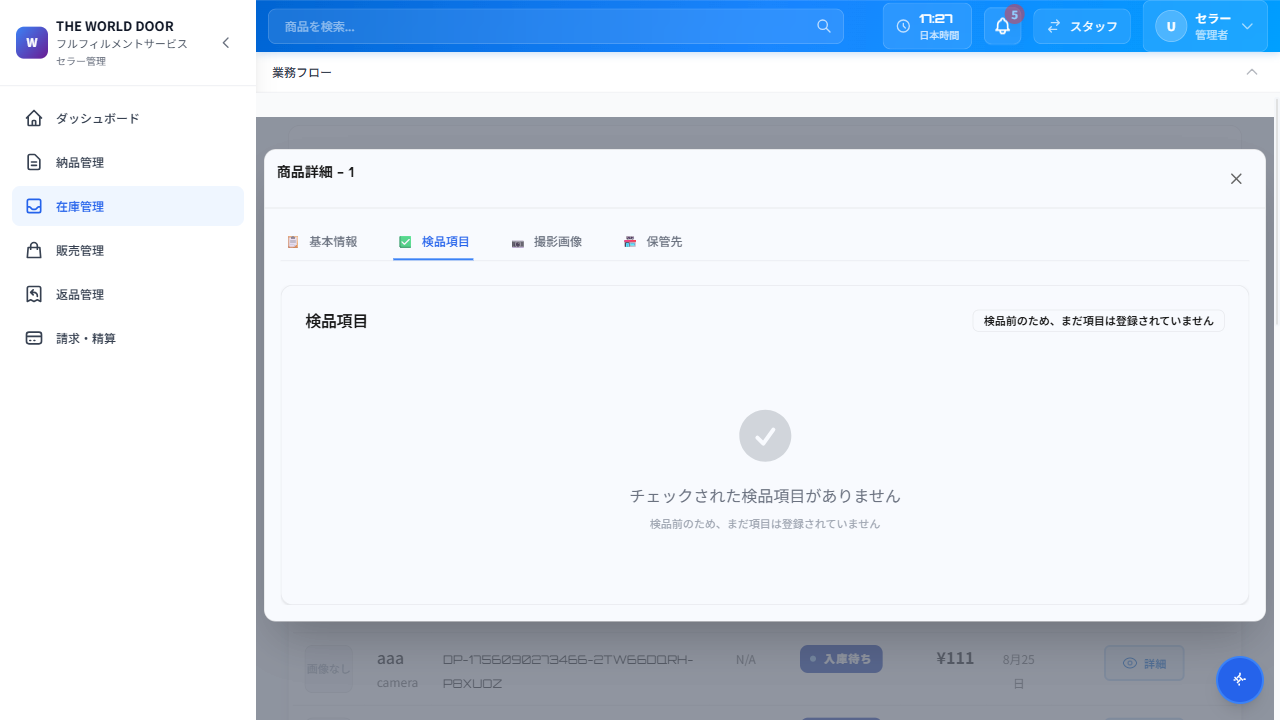 W
THE WORLD DOOR
フルフィルメントサービス
セラー管理
ダッシュボード
納品管理
在庫管理
販売管理
返品管理
請求・精算
商品を検索...
17:27
日本時間
5
スタッフ
U
セラー
管理者
業務フロー
商品詳細 - 1
基本情報
検品項目
撮影画像
保管先
検品項目
検品前のため、まだ項目は登録されていません
チェックされた検品項目がありません
検品前のため、まだ項目は登録されていません
画像なし
aaa
camera
DP-1756090273466-2TW66DQRH-
P8XU0Z
N/A
入庫待ち
¥111
8月25
日
詳細